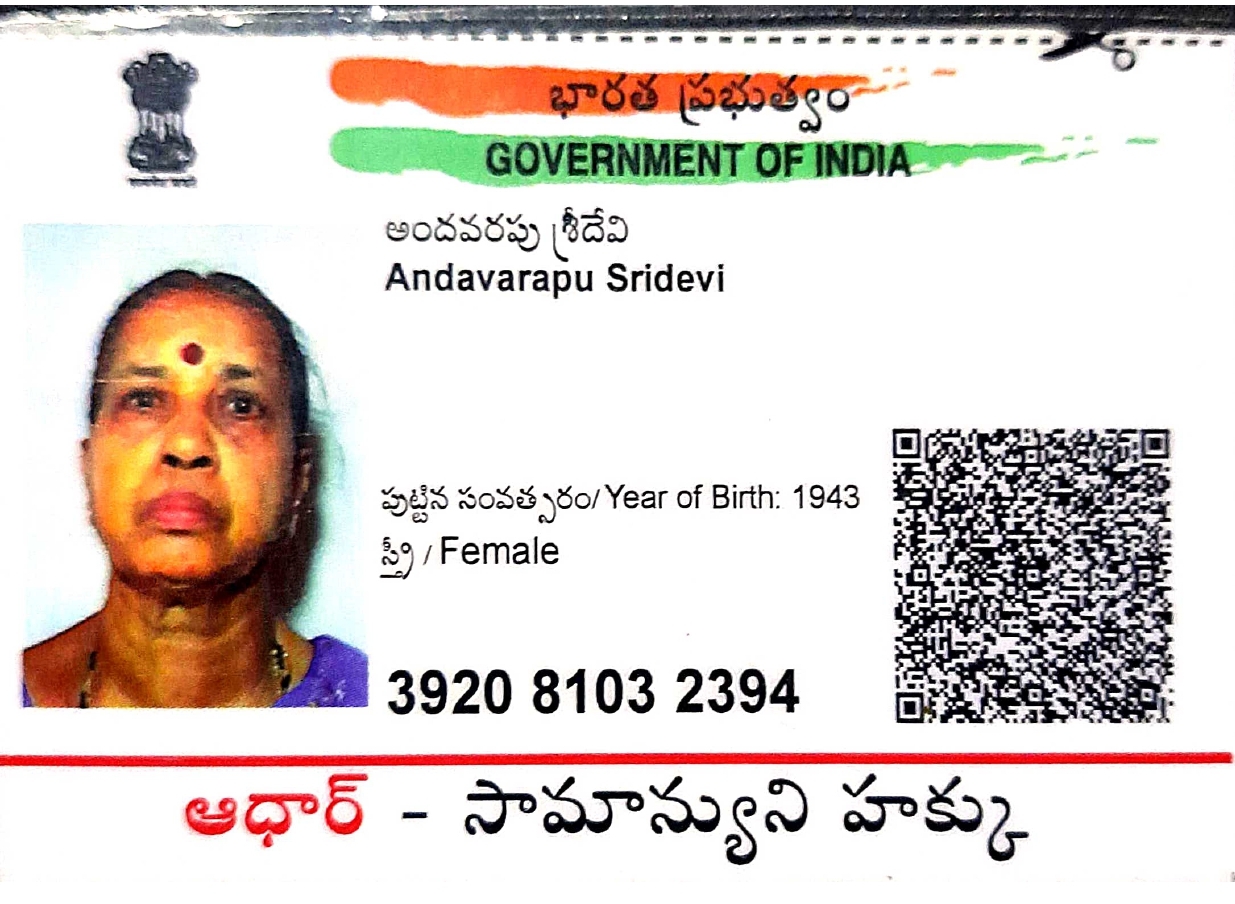 భారత ప్రభుత్వం
GOVERNMENT OF INDIA
అందవరపు శ్రీదేవి
Andavarapu Sridevi
పుట్టిన సంవత్సరం/ Year of Birth: 1943
స్త్రీ / Female
3920 8103 2394
ఆధార్ - సామాన్యుని హక్కు